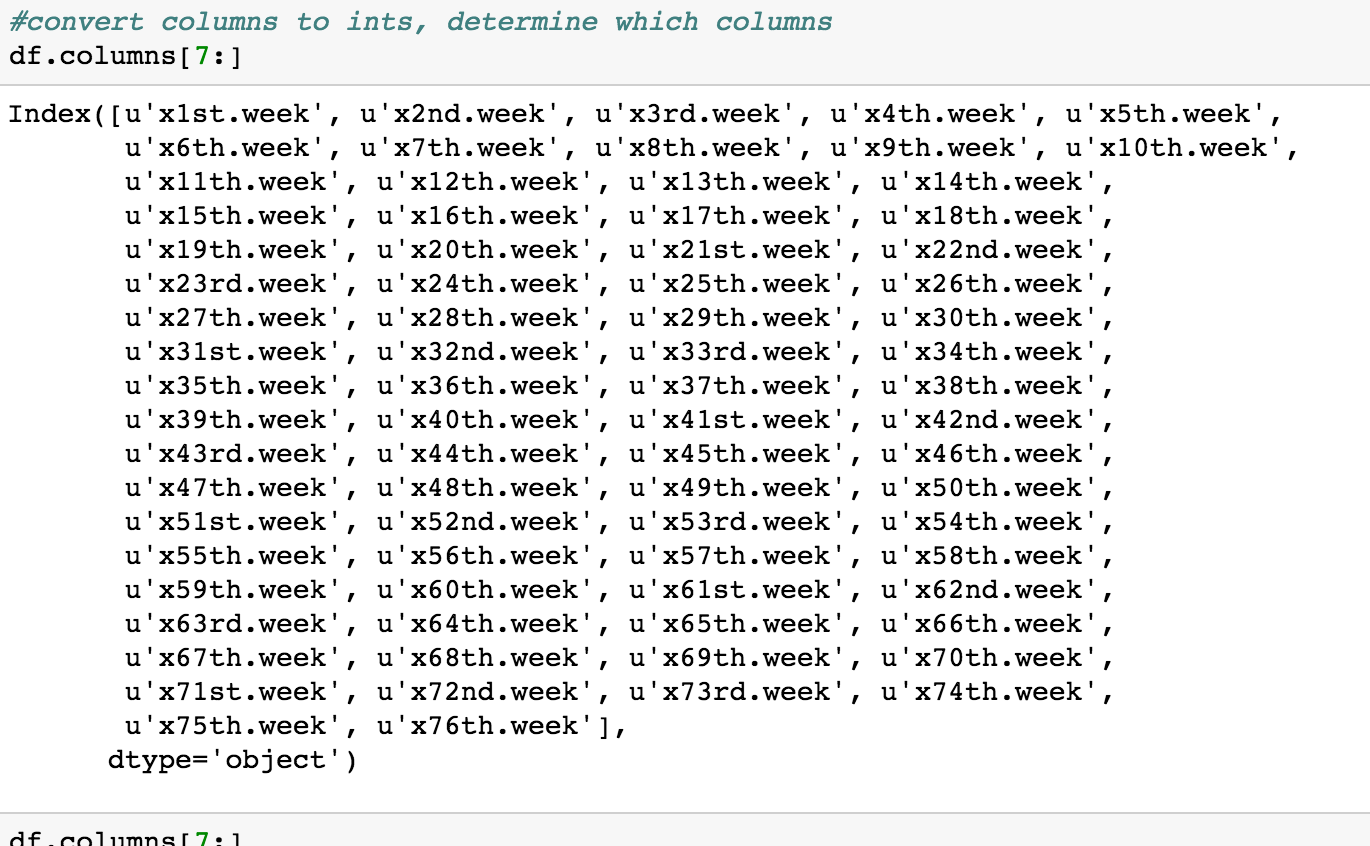 #convert columns to ints, determine which columns
df.columns[7:]
Index([u'x1st.week', u'x2nd.week', u'x3rd.week', u'x4th.week', u'x5th.week',
u'x6th.week', u'x7th.week', u'x8th.week', u'x9th.week', u'x10th.week',
u'x11th.week', u'x12th.week', u'x13th.week', u'x14th.week',
u'x15th.week', u'x16th.week', u'x17th.week', u'x18th.week',
u'x19th.week', u'x20th.week', u'x21st.week', u'x22nd.week',
u'x23rd.week', u'x24th.week', u'x25th.week', u'x26th.week',
u'x27th.week', u'x28th.week', u'x29th.week', u'x30th.week',
u'x31st.week', u'x32nd.week', u'x33rd.week', u'x34th.week',
u'x35th.week', u'x36th.week', u'x37th.week', u'x38th.week',
u'x39th.week', u'x40th.week', u'x41st.week', u'x42nd.week',
u'x43rd.week', u'x44th.week', u'x45th.week', u'x46th.week',
u'x47th.week', u'x48th.week', u'x49th.week', u'x50th.week',
u'x51st.week', u'x52nd.week', u'x53rd.week', u'x54th.week',
u'x55th.week', u'x56th.week', u'x57th.week', u'x58th.week',
u'x59th.week', u'x60th.week', u'x61st.week', u'x62nd.week',
u'x63rd.week', u'x64th.week', u'x65th.week', u'x66th.week',
u'x67th.week', u'x68th.week', u'x69th.week', u'x70th.week',
u'x71st.week', u'x72nd.week', u'x73rd.week', u'x74th.week',
u'x75th.week', u'x76th.week'],
dtype='object')
df.columns[7:]